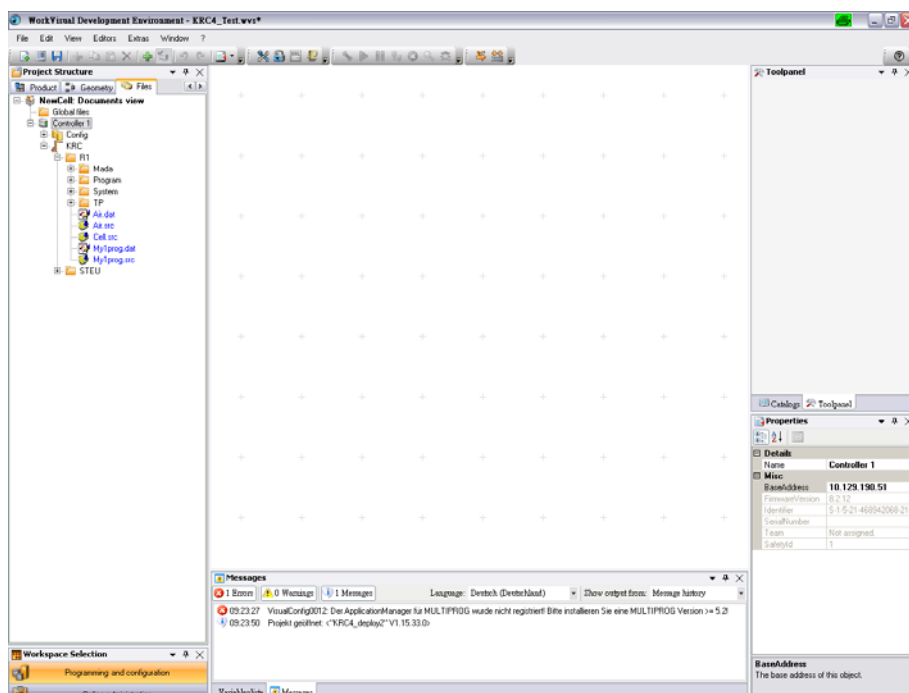 WorkVisual Development Environment - KRC4_Test.wvs*
File Edit View Editors Extras Window ?
Project Structure
Product Geometry Files
NewCell: Documents view
Global files
Controller 1
Config
KRC
R1
Mada
Program
System
TP
Air.dat
Air.src
Cell.src
My1prog.dat
My1prog.src
STEU
Workspace Selection
Programming and configuration
Messages
1 Errors 0 Warnings 1 Messages Language: Deutsch (Deutschland) Show output from: Message history
09:23:27 VisualConfig0012: Der ApplicationManager für MULTIPROG wurde nicht registriert! Bitte installieren Sie eine MULTIPROG Version >= 5.2!
09:23:50 Projekt geöffnet: <"KRC4_deploy2" V1.15.33.0>
Variablenliste Messages
Toolpanel
Catalogs Toolpanel
Properties
Details
Name Controller 1
Misc
BaseAddress 10.129.190.51
FirmwareVersion 8.2.12
Identifier S-1-5-21-468942068-21
SerialNumber
Team Not assigned.
SafetyId 1
BaseAddress
The base address of this object.